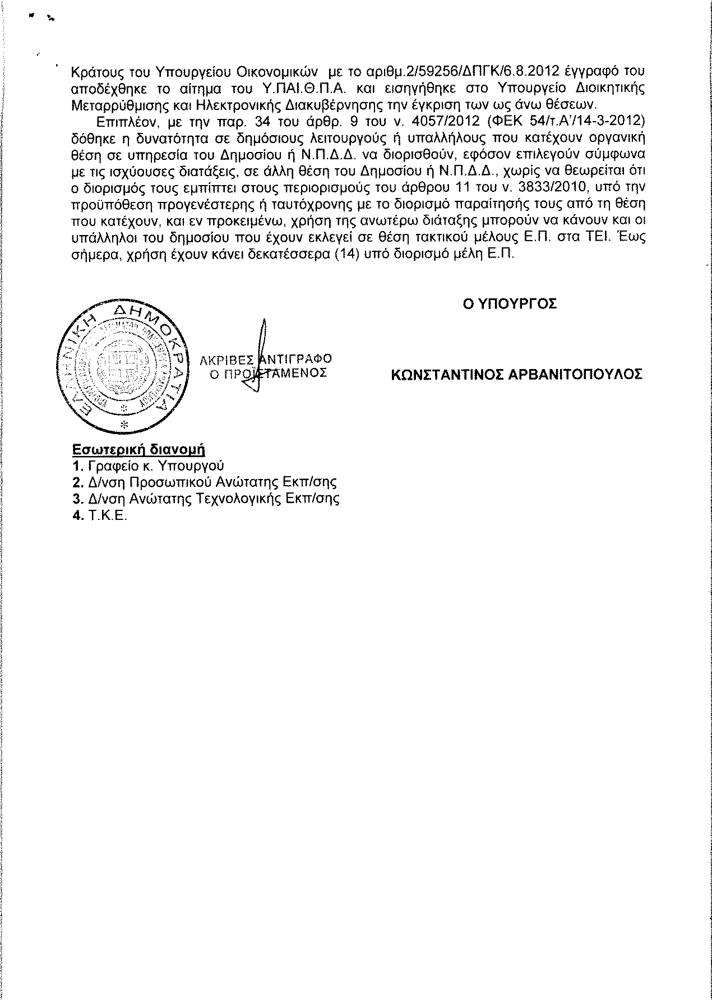 Κράτους του Υπουργείου Οικονομικών με το αριθμ.2/59256/ΔΠΓΚ/6.8.2012 έγγραφό του
αποδέχθηκε το αίτημα του Υ.ΠΑΙ.Θ.Π.Α. και εισηγήθηκε στο Υπουργείο Διοικητικής
Μεταρρύθμισης και Ηλεκτρονικής Διακυβέρνησης την έγκριση των ως άνω θέσεων.
Επιπλέον, με την παρ. 34 του άρθρ. 9 του ν. 4057/2012 (ΦΕΚ 54/τ.Α’/14-3-2012)
δόθηκε η δυνατότητα σε δημόσιους λειτουργούς ή υπαλλήλους που κατέχουν οργανική
θέση σε υπηρεσία του Δημοσίου ή Ν.Π.Δ.Δ. να διορισθούν, εφόσον επιλεγούν σύμφωνα
με τις ισχύουσες διατάξεις, σε άλλη θέση του Δημοσίου ή Ν.Π.Δ.Δ., χωρίς να θεωρείται ότι
ο διορισμός τους εμπίπτει στους περιορισμούς του άρθρου 11 του ν. 3833/2010, υπό την
προϋπόθεση προγενέστερης ή ταυτόχρονης με το διορισμό παραίτησής τους από τη θέση
που κατέχουν, και εν προκειμένω, χρήση της ανωτέρω διάταξης μπορούν να κάνουν και οι
υπάλληλοι του δημοσίου που έχουν εκλεγεί σε θέση τακτικού μέλους Ε.Π. στα ΤΕΙ. Έως
σήμερα, χρήση έχουν κάνει δεκατέσσερα (14) υπό διορισμό μέλη Ε.Π.
Ο ΥΠΟΥΡΓΟΣ
ΕΛΛΗΝΙΚΗ ΔΗΜΟΚΡΑΤΙΑ
ΑΚΡΙΒΕΣ ΑΝΤΙΓΡΑΦΟ
Ο ΠΡΟΪΣΤΑΜΕΝΟΣ
ΚΩΝΣΤΑΝΤΙΝΟΣ ΑΡΒΑΝΙΤΟΠΟΥΛΟΣ
Εσωτερική διανομή
1. Γραφείο κ. Υπουργού
2. Δ/νση Προσωπικού Ανώτατης Εκπ/σης
3. Δ/νση Ανώτατης Τεχνολογικής Εκπ/σης
4. Τ.Κ.Ε.